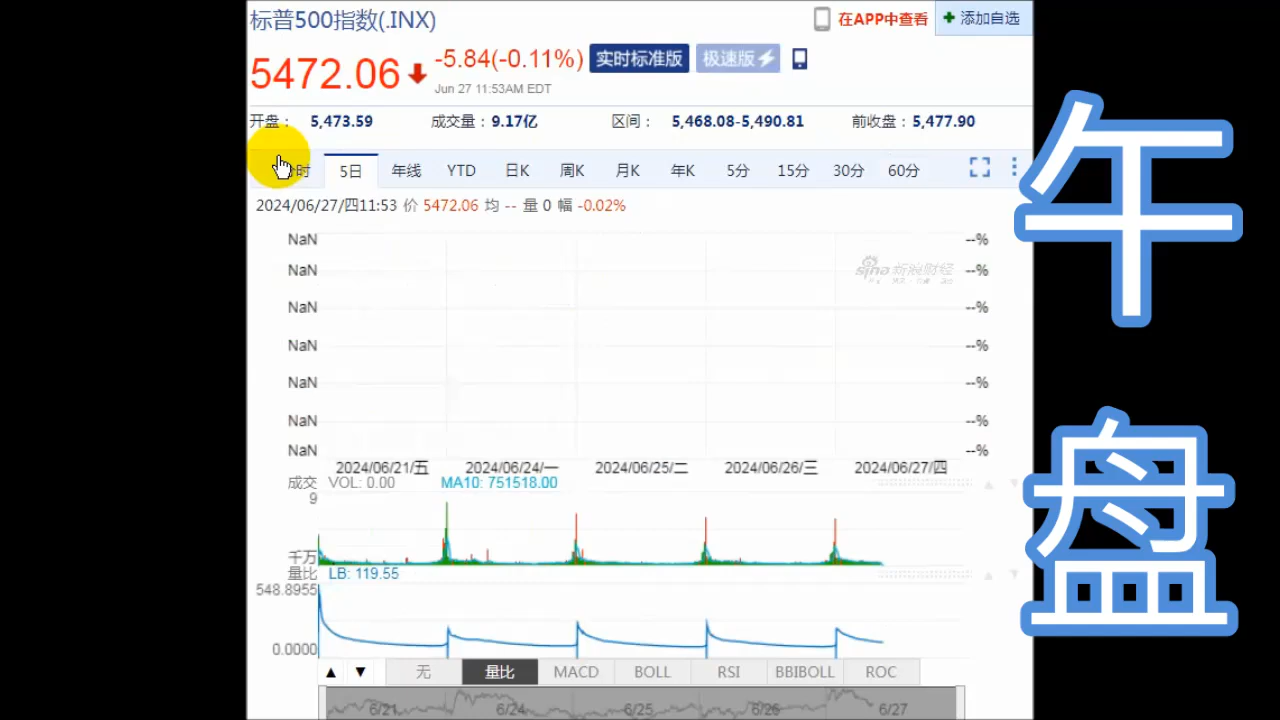 标普500指数(.INX)
在APP中查看
添加自选
5472.06
-5.84(-0.11%)
实时标准版
极速版
Jun 27 11:53AM EDT
开盘： 5,473.59
成交量：9.17亿
区间： 5,468.08-5,490.81
前收盘：5,477.90
时
5日
年线
YTD
日K
周K
月K
年K
5分
15分
30分
60分
2024/06/27/四11:53 价 5472.06 均 -- 量 0 幅 -0.02%
NaN --%
sina 新浪财经
NaN --%
NaN --%
NaN --%
NaN --%
NaN --%
NaN --%
2024/06/21/五 2024/06/24/一 2024/06/25/二 2024/06/26/三 2024/06/27/四
成交 VOL: 0.00 MA10: 751518.00
9
千万
量比 LB: 119.55
548.8955
0.0000
无
量比
MACD
BOLL
RSI
BBIBOLL
ROC
6/21 6/24 6/25 6/26 6/27
午
盘